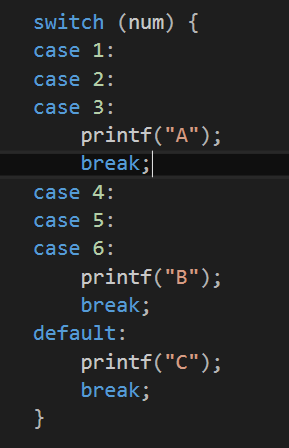 switch (num) {
case 1:
case 2:
case 3:
    printf("A");
    break;
case 4:
case 5:
case 6:
    printf("B");
    break;
default:
    printf("C");
    break;
}